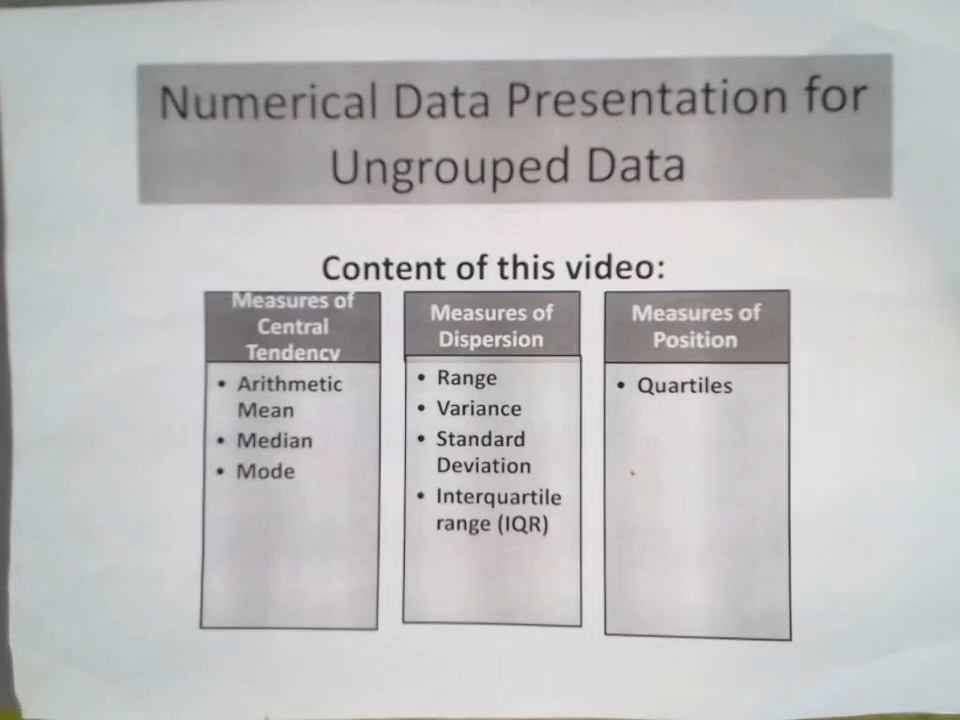 Numerical Data Presentation for
Ungrouped Data
Content of this video:
Measures of
Central
Tendency
• Arithmetic
Mean
• Median
• Mode
Measures of
Dispersion
• Range
• Variance
• Standard
Deviation
• Interquartile
range (IQR)
Measures of
Position
• Quartiles